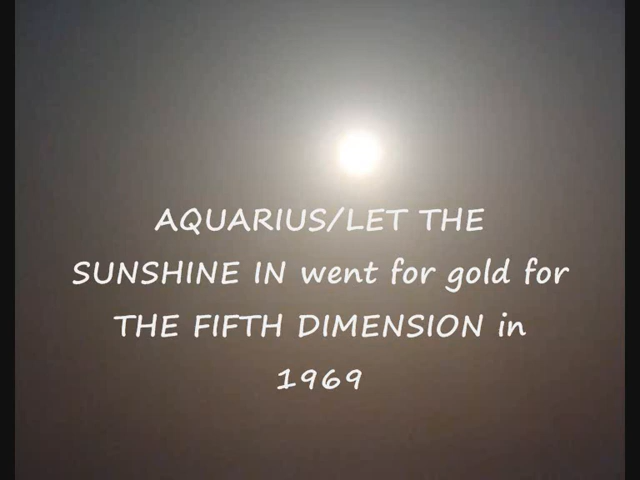 AQUARIUS/LET THE
SUNSHINE IN went for gold for
THE FIFTH DIMENSION in
1969